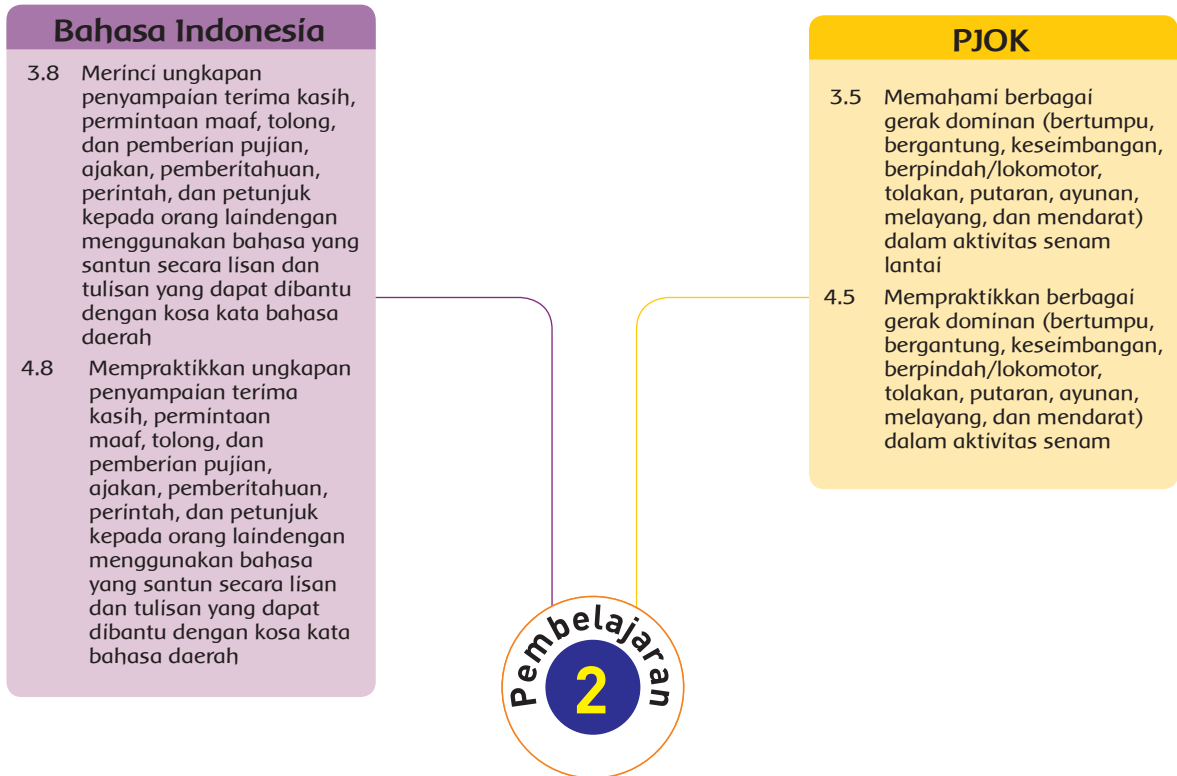 Bahasa Indonesia
3.8 Merinci ungkapan
penyampaian terima kasih,
permintaan maaf, tolong,
dan pemberian pujian,
ajakan, pemberitahuan,
perintah, dan petunjuk
kepada orang laindengan
menggunakan bahasa yang
santun secara lisan dan
tulisan yang dapat dibantu
dengan kosa kata bahasa
daerah
4.8 Mempraktikkan ungkapan
penyampaian terima
kasih, permintaan
maaf, tolong, dan
pemberian pujian,
ajakan, pemberitahuan,
perintah, dan petunjuk
kepada orang laindengan
menggunakan bahasa
yang santun secara lisan
dan tulisan yang dapat
dibantu dengan kosa kata
bahasa daerah
PJOK
3.5 Memahami berbagai
gerak dominan (bertumpu,
bergantung, keseimbangan,
berpindah/lokomotor,
tolakan, putaran, ayunan,
melayang, dan mendarat)
dalam aktivitas senam
lantai
4.5 Mempraktikkan berbagai
gerak dominan (bertumpu,
bergantung, keseimbangan,
berpindah/lokomotor,
tolakan, putaran, ayunan,
melayang, dan mendarat)
dalam aktivitas senam
Pembelajaran
2